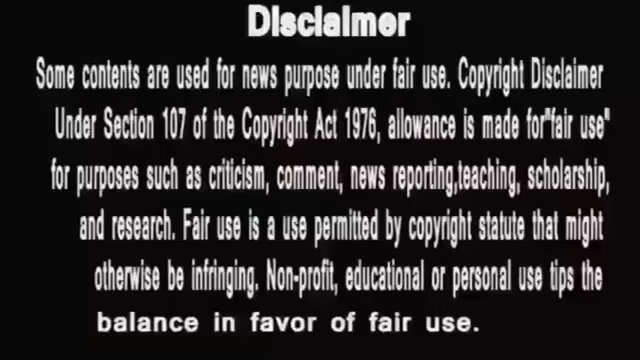 Disclaimer
Some contents are used for news purpose under fair use. Copyright Disclaimer
Under Section 107 of the Copyright Act 1976, allowance is made for"fair use"
for purposes such as criticism, comment, news reporting,teaching, scholarship,
and research. Fair use is a use permitted by copyright statute that might
otherwise be infringing. Non-profit, educational or personal use tips the
balance in favor of fair use.